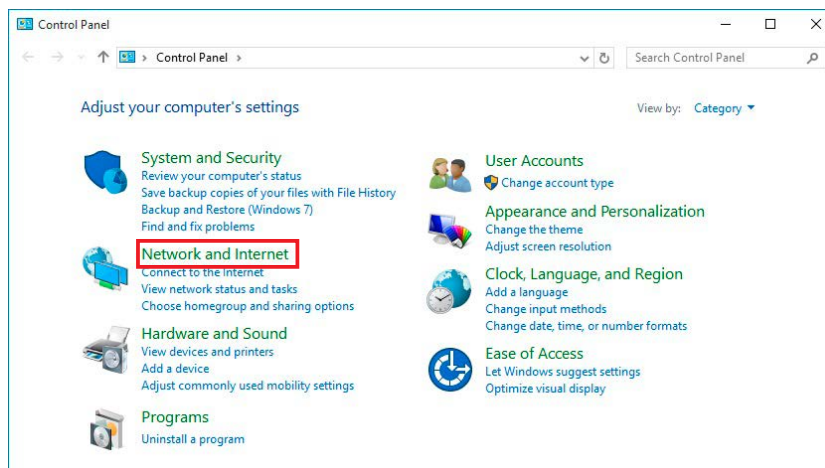 Control Panel
Control Panel
Search Control Panel
Adjust your computer's settings
View by: Category
System and Security
Review your computer's status
Save backup copies of your files with File History
Backup and Restore (Windows 7)
Find and fix problems
Network and Internet
Connect to the Internet
View network status and tasks
Choose homegroup and sharing options
Hardware and Sound
View devices and printers
Add a device
Adjust commonly used mobility settings
Programs
Uninstall a program
User Accounts
Change account type
Appearance and Personalization
Change the theme
Adjust screen resolution
Clock, Language, and Region
Add a language
Change input methods
Change date, time, or number formats
Ease of Access
Let Windows suggest settings
Optimize visual display